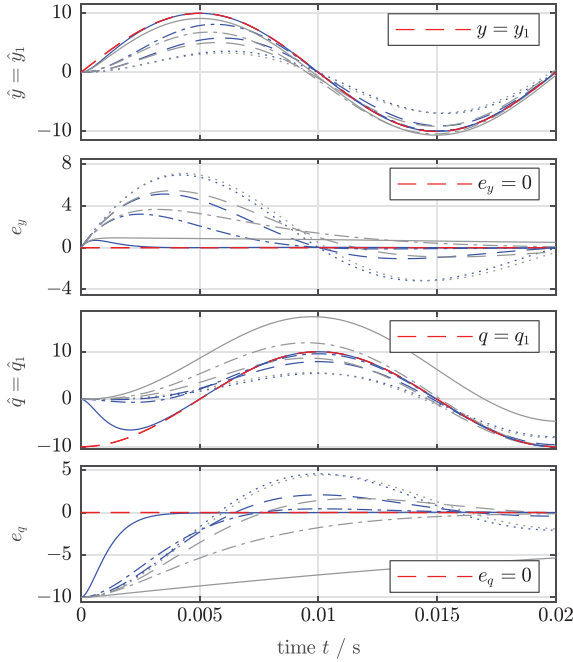 10
0
−10
ŷ = ŷ₁
y = y₁
8
4
0
−4
e_y
e_y = 0
10
0
−10
q̂ = q̂₁
q = q₁
5
0
−5
−10
e_q
e_q = 0
0 0.005 0.01 0.015 0.02
time t / s